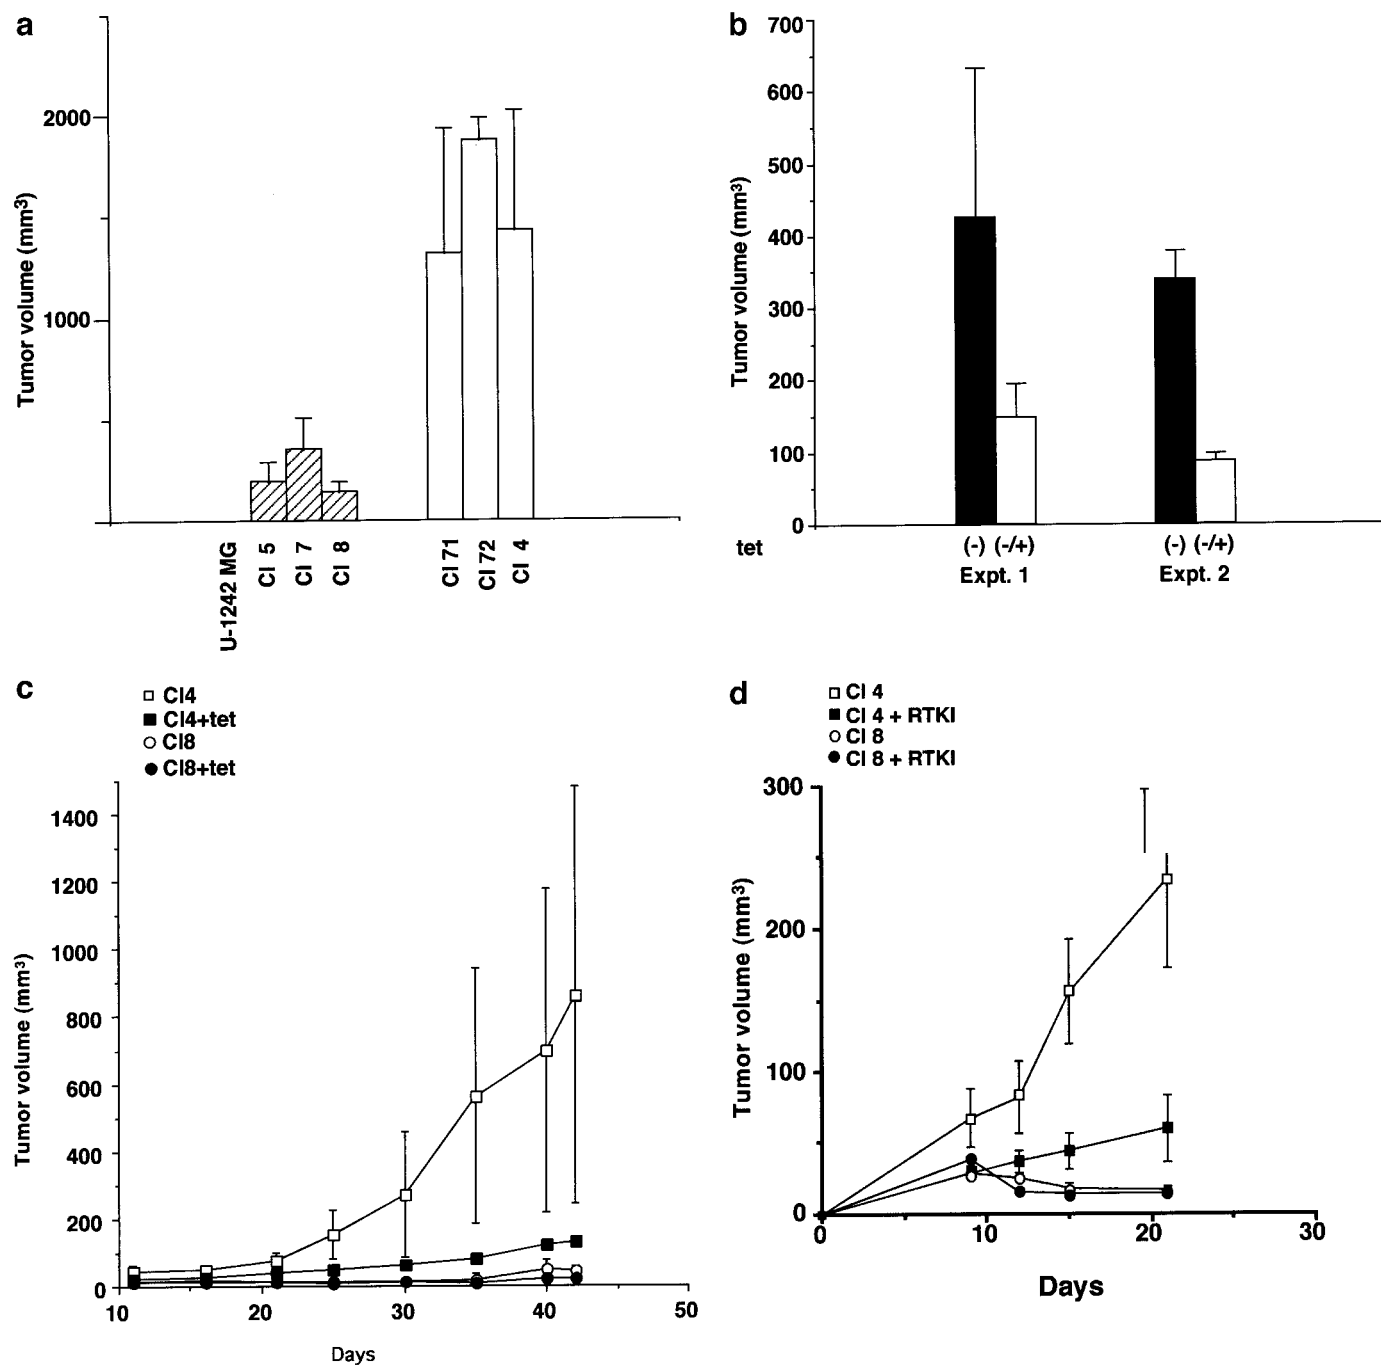 a
2000
1000
Tumor volume (mm³)
U-1242 MG
Cl 5
Cl 7
Cl 8
Cl 71
Cl 72
Cl 4
b
700
600
500
400
300
200
100
0
Tumor volume (mm³)
tet
(-) (-/+) (-) (-/+)
Expt. 1 Expt. 2
c
Cl4
Cl4+tet
Cl8
Cl8+tet
1400
1200
1000
800
600
400
200
0
Tumor volume (mm³)
10 20 30 40 50
Days
d
Cl 4
Cl 4 + RTKI
Cl 8
Cl 8 + RTKI
300
200
100
0
Tumor volume (mm³)
0 10 20 30
Days